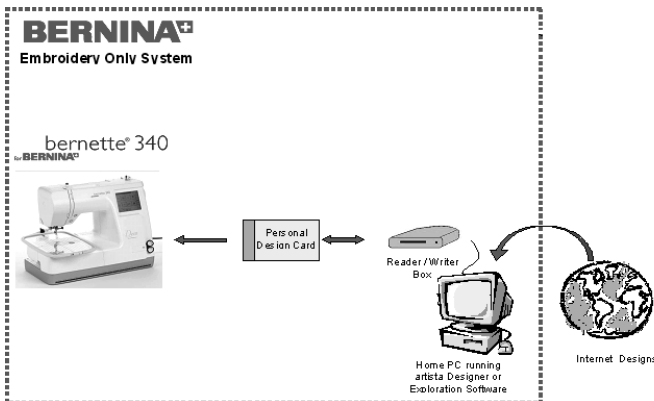 BERNINA+
Embroidery Only System
bernette® 340
by BERNINA+
Personal
Design Card
Reader / Writer
Box
Home PC running
artista Designer or
Exploration Software
Internet Designs